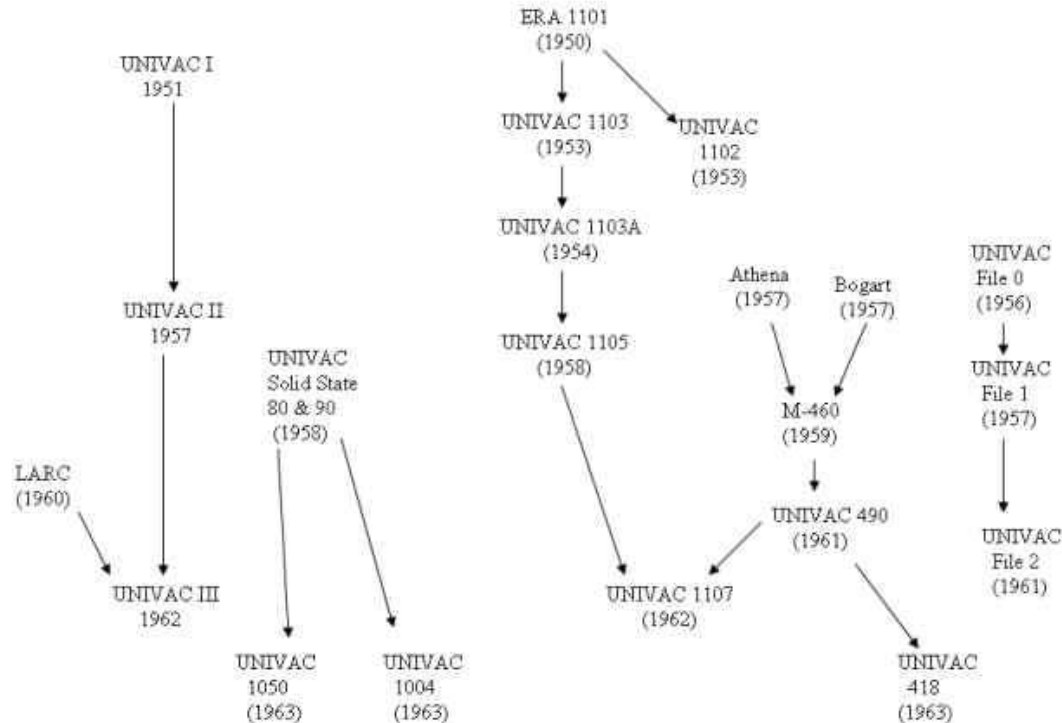 ERA 1101
(1950)
UNIVAC I
1951
UNIVAC 1103
(1953)
UNIVAC
1102
(1953)
UNIVAC 1103A
(1954)
UNIVAC
File 0
(1956)
Athena
(1957)
Bogart
(1957)
UNIVAC II
1957
UNIVAC 1105
(1958)
UNIVAC
Solid State
80 & 90
(1958)
UNIVAC
File 1
(1957)
M-460
(1959)
LARC
(1960)
UNIVAC 490
(1961)
UNIVAC
File 2
(1961)
UNIVAC III
1962
UNIVAC 1107
(1962)
UNIVAC
1050
(1963)
UNIVAC
1004
(1963)
UNIVAC
418
(1963)